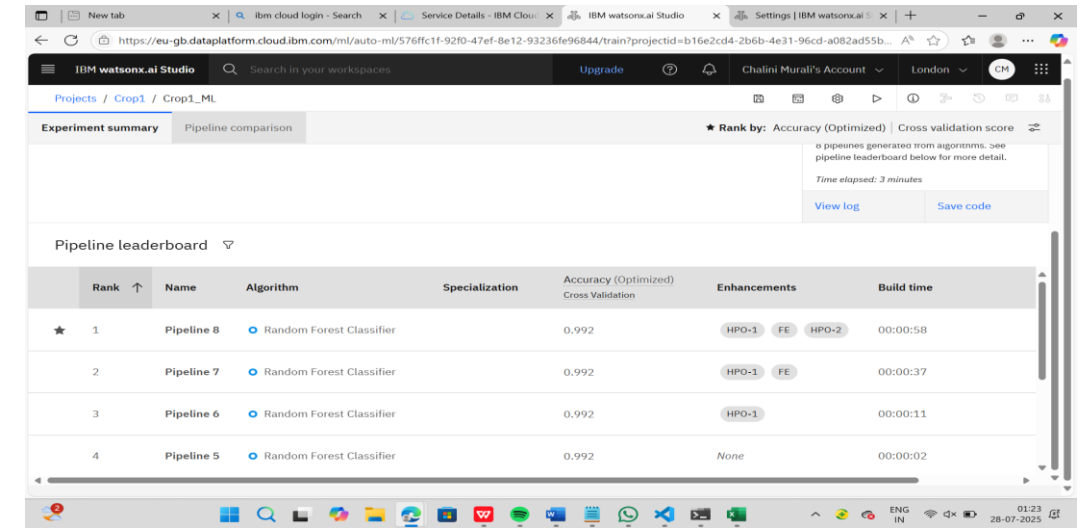 New tab
ibm cloud login - Search
Service Details - IBM Cloud
IBM watsonx.ai Studio
Settings | IBM watsonx.ai S
https://eu-gb.dataplatform.cloud.ibm.com/ml/auto-ml/576ffc1f-92f0-47ef-8e12-93236fe96844/train?projectid=b16e2cd4-2b6b-4e31-96cd-a082ad55b...
IBM watsonx.ai Studio
Search in your workspaces
Upgrade
Chalini Murali's Account
London
CM
Projects / Crop1 / Crop1_ML
Experiment summary
Pipeline comparison
Rank by: Accuracy (Optimized) | Cross validation score
8 pipelines generated from algorithms. See
pipeline leaderboard below for more detail.
Time elapsed: 3 minutes
View log
Save code
Pipeline leaderboard
Rank Name Algorithm Specialization Accuracy (Optimized) Enhancements Build time
Cross Validation
1 Pipeline 8 Random Forest Classifier 0.992 HPO-1 FE HPO-2 00:00:58
2 Pipeline 7 Random Forest Classifier 0.992 HPO-1 FE 00:00:37
3 Pipeline 6 Random Forest Classifier 0.992 HPO-1 00:00:11
4 Pipeline 5 Random Forest Classifier 0.992 None 00:00:02
2
ENG 01:23
IN 28-07-2025